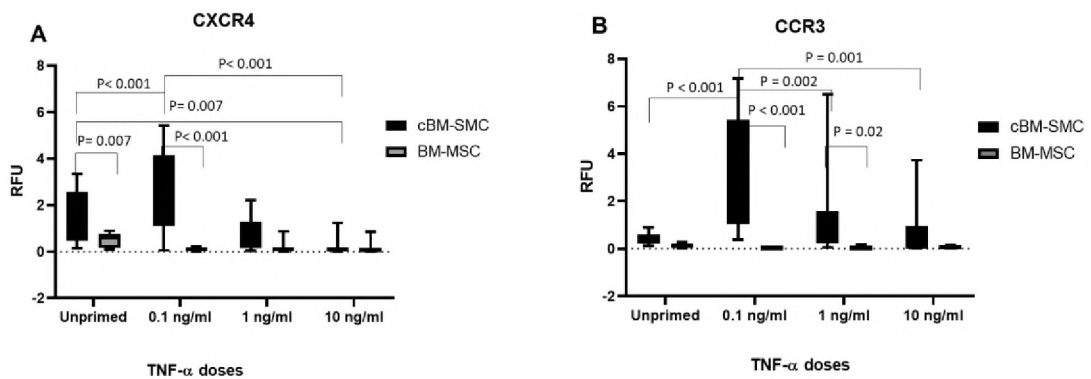 A
CXCR4
P< 0.001
P< 0.001
P= 0.007
P= 0.007
P< 0.001
8
6
4
2
0
-2
RFU
Unprimed 0.1 ng/ml 1 ng/ml 10 ng/ml
TNF-α doses
cBM-SMC
BM-MSC
B
CCR3
P = 0.001
P < 0.001
P = 0.002
P < 0.001
P = 0.02
8
6
4
2
0
-2
RFU
Unprimed 0.1 ng/ml 1 ng/ml 10 ng/ml
TNF-α doses
cBM-SMC
BM-MSC